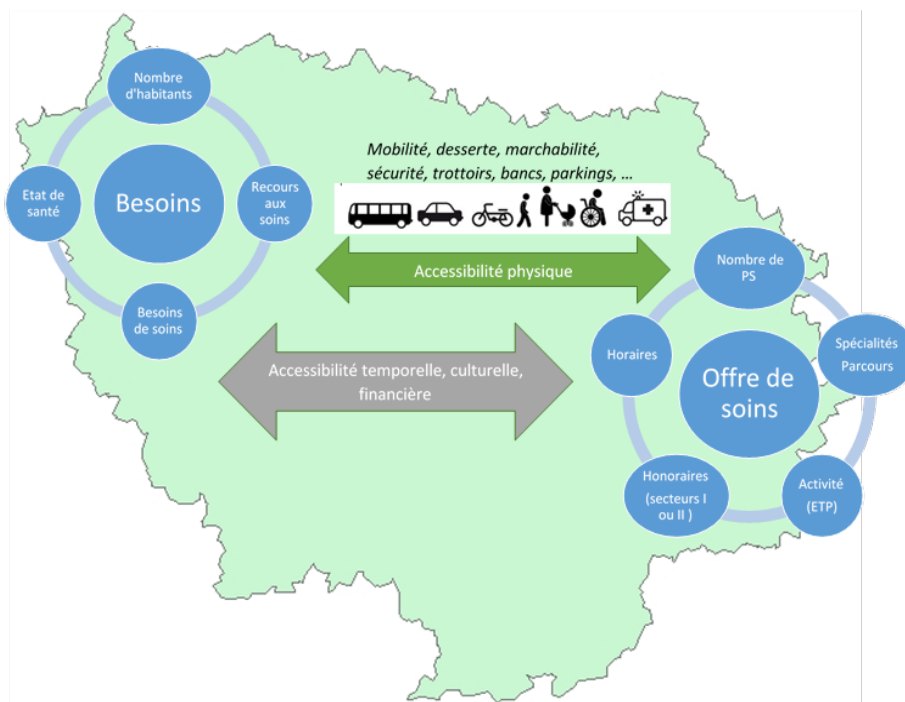 Nombre
d'habitants
Etat de
santé
Besoins
Recours
aux
soins
Besoins
de soins
Mobilité, desserte, marchabilité,
sécurité, trottoirs, bancs, parkings, ...
Accessibilité physique
Accessibilité temporelle, culturelle,
financière
Nombre de
PS
Horaires
Spécialités
Parcours
Offre de
soins
Honoraires
(secteurs I
ou II )
Activité
(ETP)